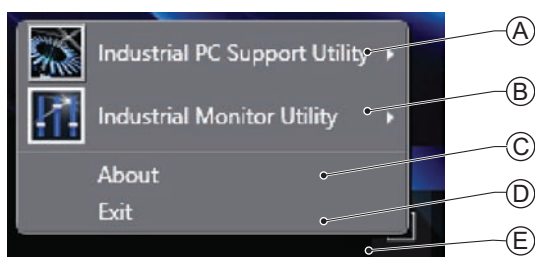 Industrial PC Support Utility
A
Industrial Monitor Utility
B
About
C
Exit
D
E